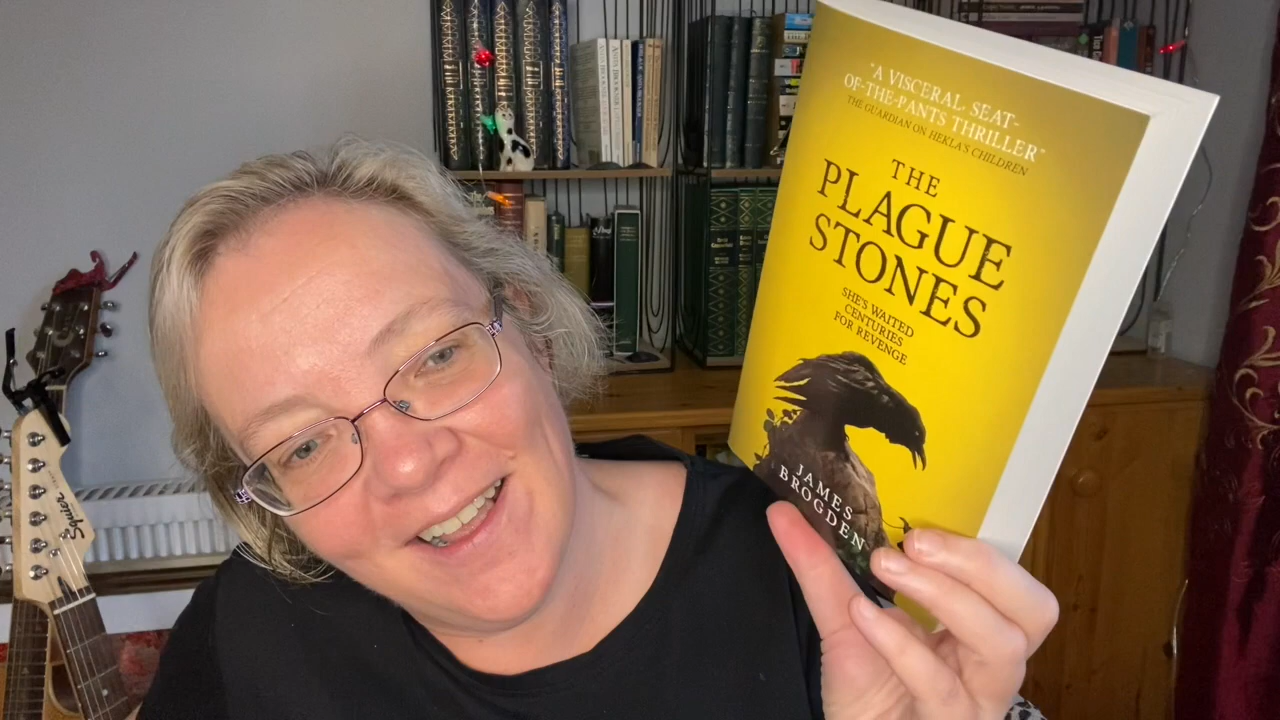 "A VISCERAL, SEAT-
OF-THE-PANTS THRILLER"
THE GUARDIAN ON HEKLA'S CHILDREN
THE
PLAGUE
STONES
SHE'S WAITED
CENTURIES
FOR REVENGE
JAMES
BROGDEN
Squier